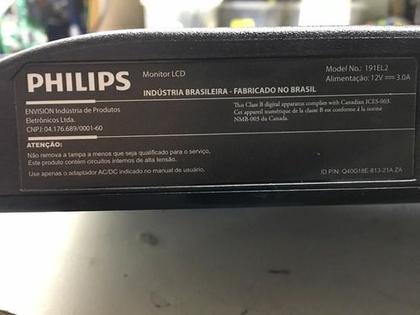 PHILIPS
Monitor LCD
Model No.: 191EL2
Alimentação: 12V ⎓ 3.0A
INDÚSTRIA BRASILEIRA - FABRICADO NO BRASIL
ENVISION Indústria de Produtos
Eletrônicos Ltda.
CNPJ: 04.176.689/0001-60
This Class B digital apparatus complies with Canadian ICES-003.
Cet appareil numérique de la classe B est conforme à la norme
NMB-003 du Canada.
ATENÇÃO:
Não remova a tampa a menos que seja qualificado para o serviço,
Este produto contém circuitos internos de alta tensão.
Use apenas o adaptador AC/DC indicado no manual de usuário.
ID P/N: Q40G18E-813-21A ZA